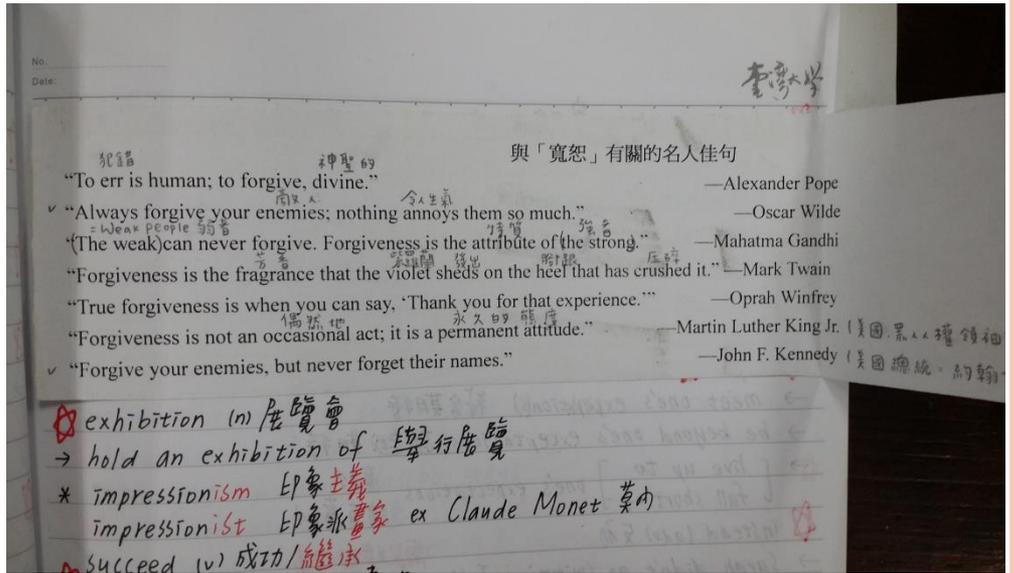 No.
Date:
臺灣大學
與「寬恕」有關的名人佳句
犯錯 神聖的
“To err is human; to forgive, divine.” —Alexander Pope
敵人 令人生氣
“Always forgive your enemies; nothing annoys them so much.” —Oscar Wilde
= weak people 弱者 特質 強者
“(The weak) can never forgive. Forgiveness is the attribute of (the strong).” —Mahatma Gandhi
芳香 紫羅蘭 發出 腳跟 壓碎
“Forgiveness is the fragrance that the violet sheds on the heel that has crushed it.” —Mark Twain
“True forgiveness is when you can say, ‘Thank you for that experience.’” —Oprah Winfrey
偶然地 永久的 態度
“Forgiveness is not an occasional act; it is a permanent attitude.” —Martin Luther King Jr. (美國.黑人人權領袖
“Forgive your enemies, but never forget their names.” —John F. Kennedy (美國總統。約翰
exhibition (n) 展覽會
→ hold an exhibition of 舉行展覽
* impressionism 印象主義
impressionist 印象派畫家 ex Claude Monet 莫內
succeed (v) 成功/繼承